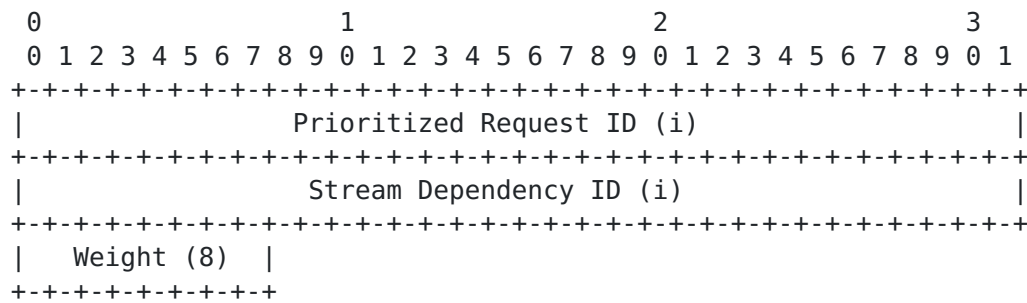 0                   1                   2                   3
 0 1 2 3 4 5 6 7 8 9 0 1 2 3 4 5 6 7 8 9 0 1 2 3 4 5 6 7 8 9 0 1
+-+-+-+-+-+-+-+-+-+-+-+-+-+-+-+-+-+-+-+-+-+-+-+-+-+-+-+-+-+-+-+-+
|                 Prioritized Request ID (i)                    |
+-+-+-+-+-+-+-+-+-+-+-+-+-+-+-+-+-+-+-+-+-+-+-+-+-+-+-+-+-+-+-+-+
|                  Stream Dependency ID (i)                     |
+-+-+-+-+-+-+-+-+-+-+-+-+-+-+-+-+-+-+-+-+-+-+-+-+-+-+-+-+-+-+-+-+
|   Weight (8)  |
+-+-+-+-+-+-+-+-+